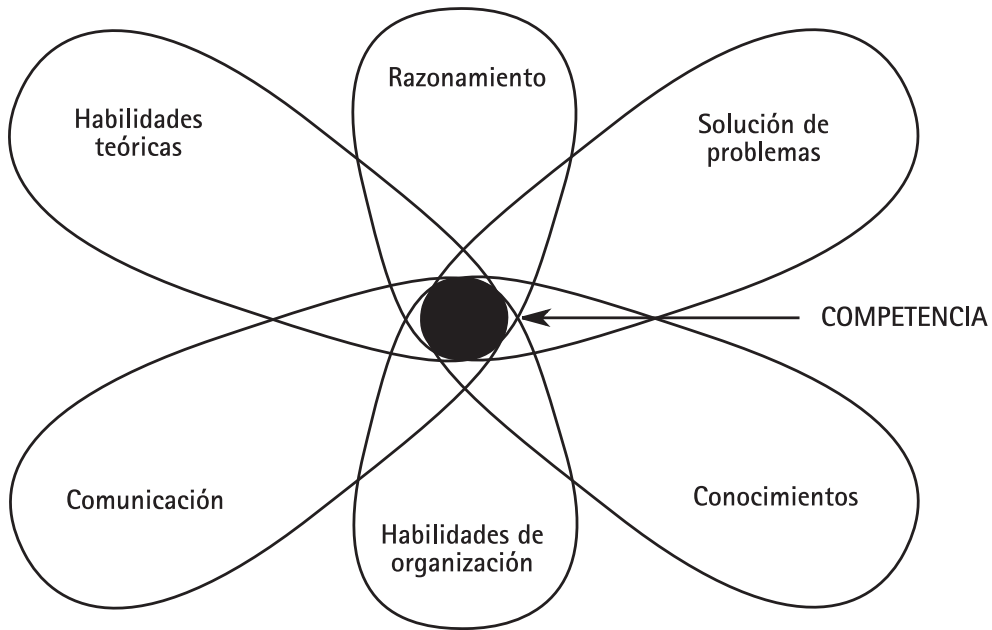 Razonamiento
Habilidades
teóricas
Solución de
problemas
COMPETENCIA
Comunicación
Conocimientos
Habilidades de
organización